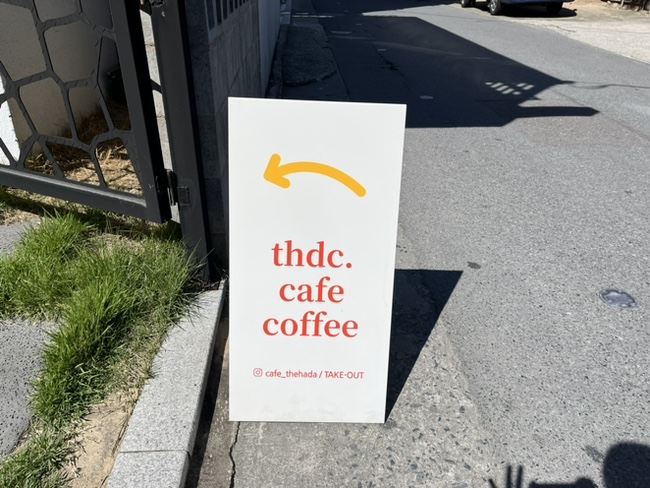 thdc.
cafe
coffee
cafe_thehada / TAKE-OUT